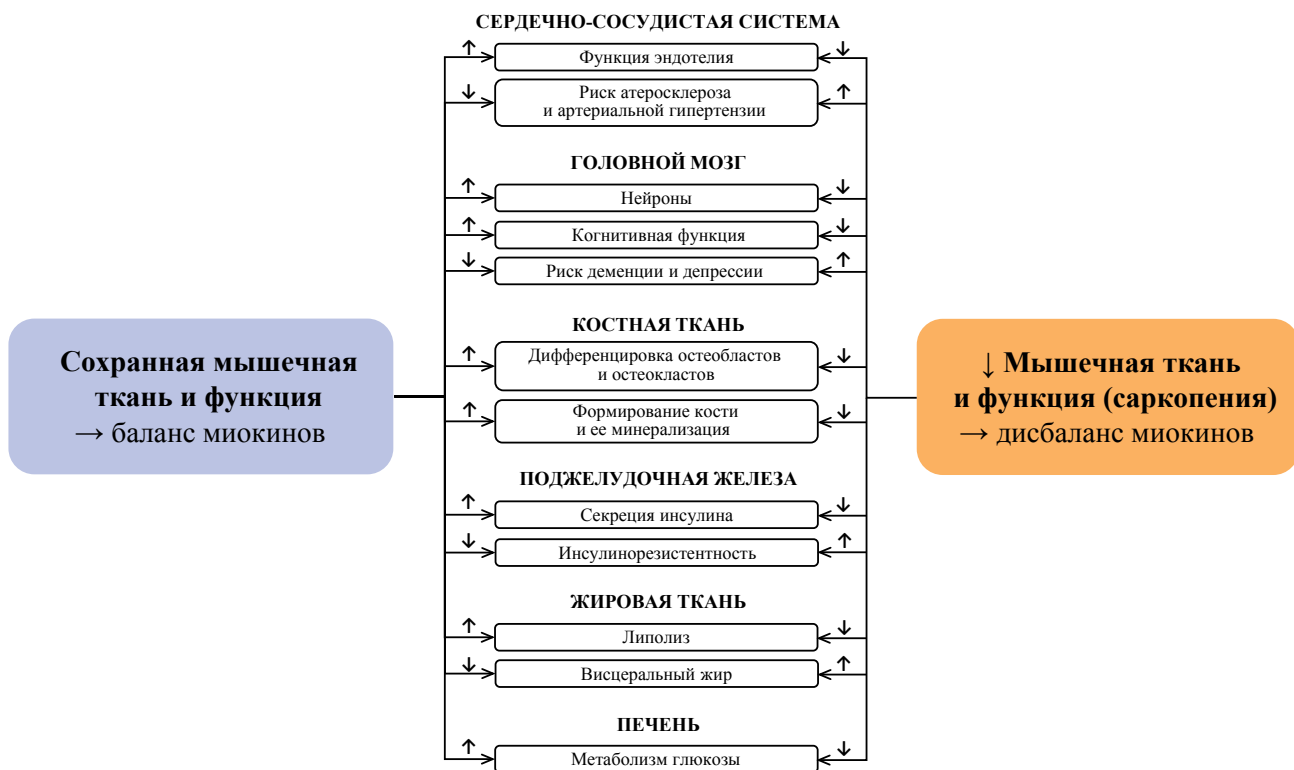 СЕРДЕЧНО-СОСУДИСТАЯ СИСТЕМА
↑ Функция эндотелия ↓
↓ Риск атеросклероза
и артериальной гипертензии ↑
ГОЛОВНОЙ МОЗГ
↑ Нейроны ↓
↑ Когнитивная функция ↓
↓ Риск деменции и депрессии ↑
Сохранная мышечная
ткань и функция
→ баланс миокинов
КОСТНАЯ ТКАНЬ
↑ Дифференцировка остеобластов
и остеокластов ↓
↑ Формирование кости
и ее минерализация ↓
↓ Мышечная ткань
и функция (саркопения)
→ дисбаланс миокинов
ПОДЖЕЛУДОЧНАЯ ЖЕЛЕЗА
↑ Секреция инсулина ↓
↓ Инсулинорезистентность ↑
ЖИРОВАЯ ТКАНЬ
↑ Липолиз ↓
↓ Висцеральный жир ↑
ПЕЧЕНЬ
↑ Метаболизм глюкозы ↓